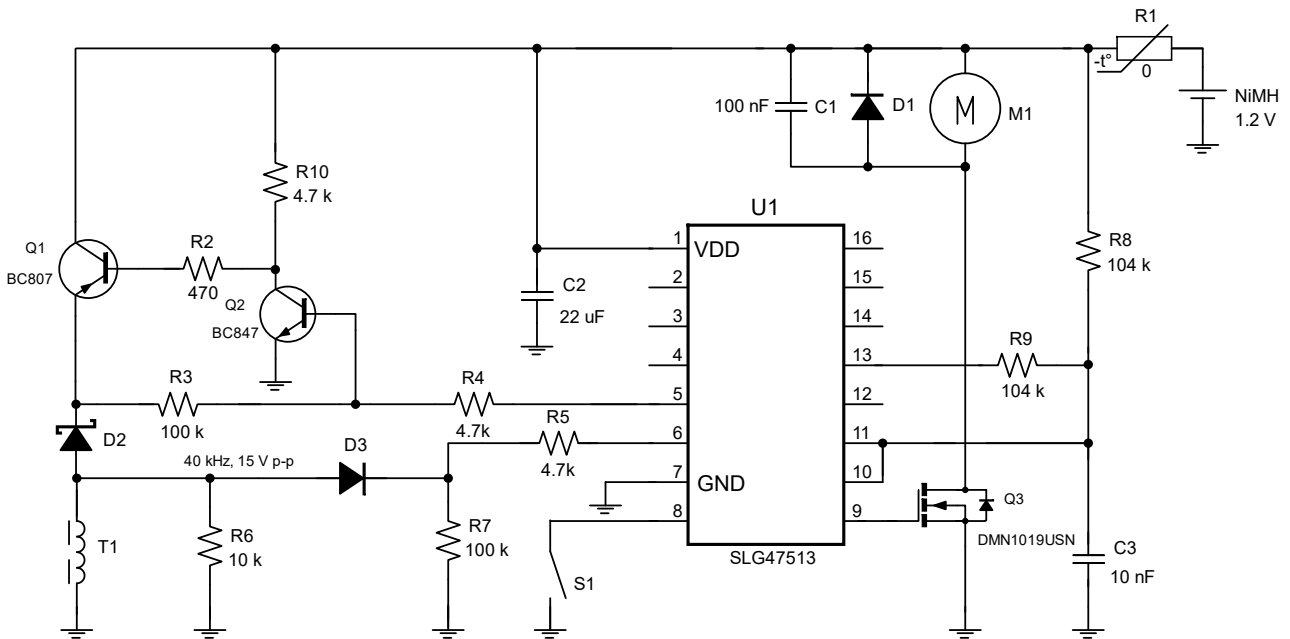 R1
-t°
0
NiMH
1.2 V
100 nF
C1
D1
M
M1
R10
4.7 k
U1
Q1
BC807
R2
470
Q2
BC847
C2
22 uF
1
VDD
16
2
15
3
14
4
13
5
12
6
11
7
GND
10
8
9
SLG47513
R8
104 k
R9
104 k
R3
100 k
R4
4.7k
R5
4.7k
D2
D3
40 kHz, 15 V p-p
T1
R6
10 k
R7
100 k
S1
Q3
DMN1019USN
C3
10 nF